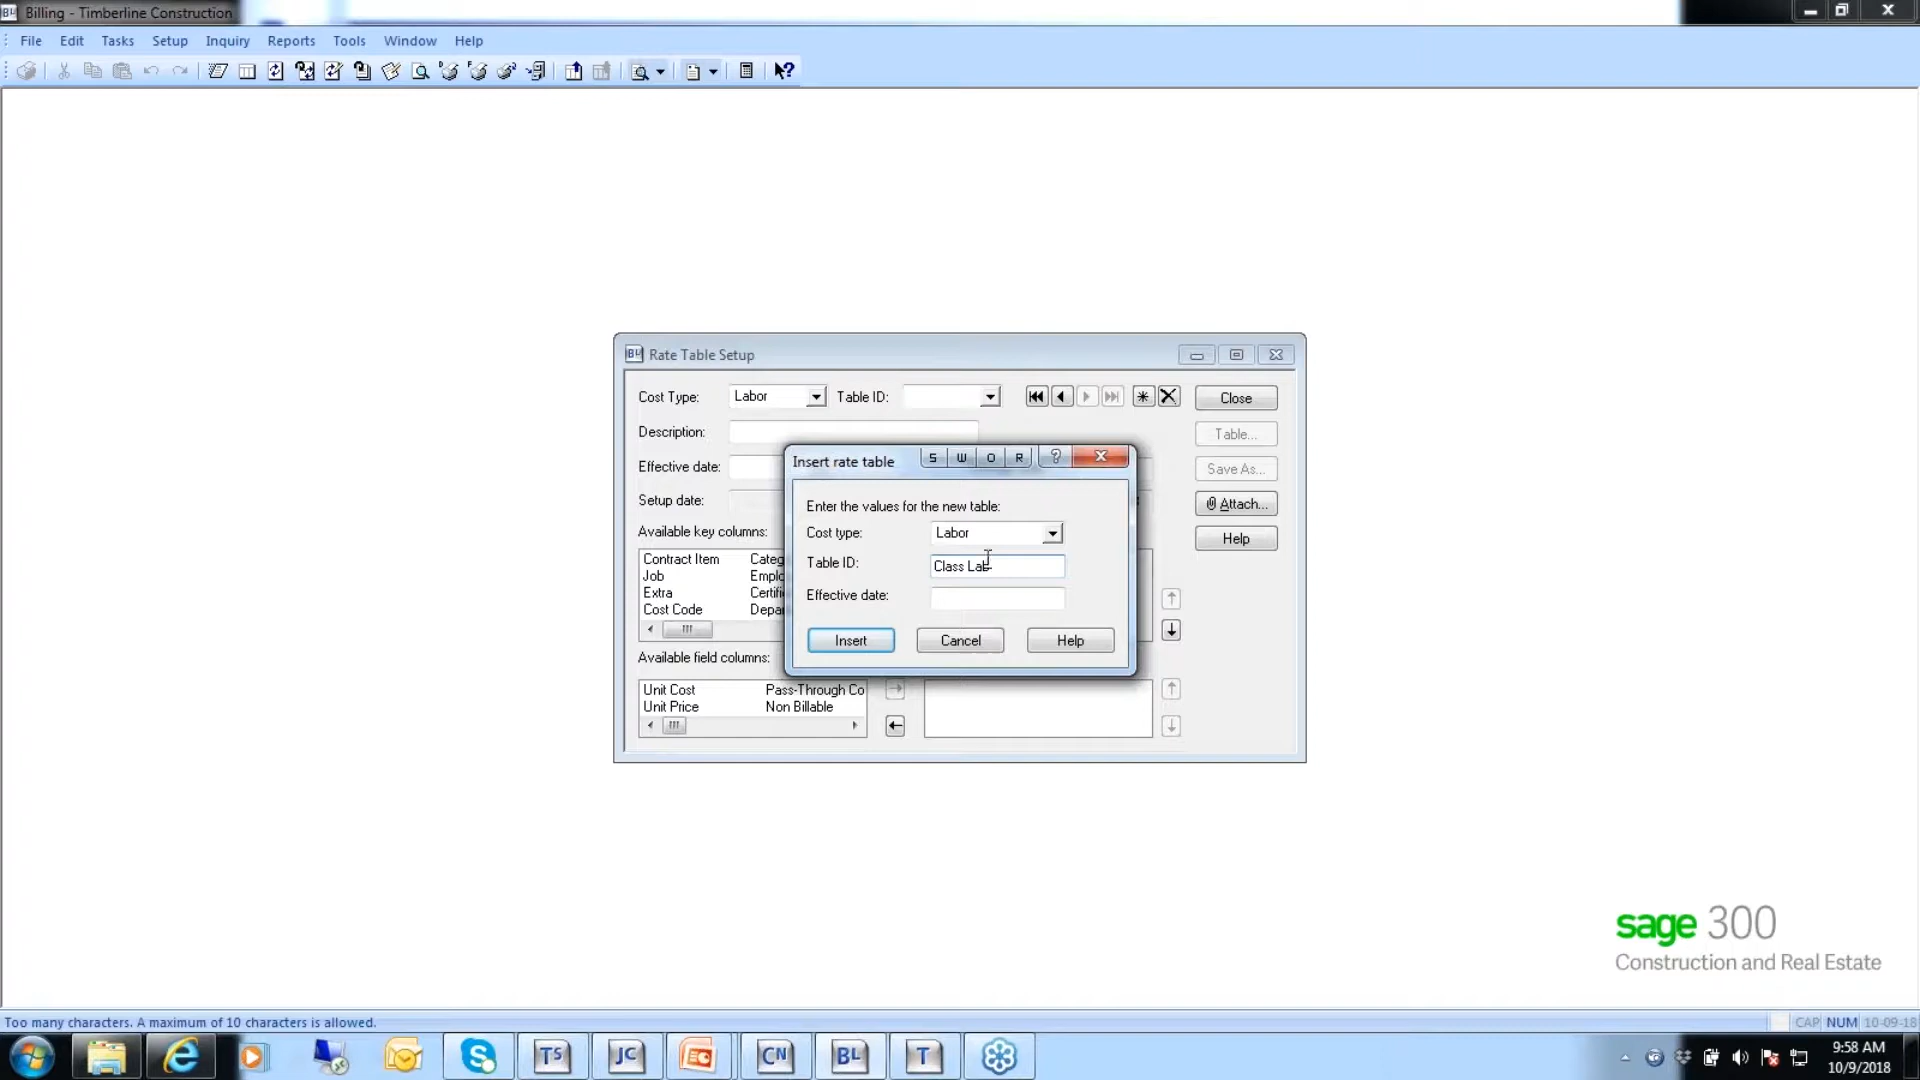 Billing - Timberline Construction
File Edit Tasks Setup Inquiry Reports Tools Window Help
Rate Table Setup
Cost Type: Labor Table ID: Close
Description: Table...
Effective date: Save As...
Setup date: Attach...
Available key columns: Help
Contract Item Categ
Job Emplo
Extra Certifi
Cost Code Depar
Available field columns:
Unit Cost Pass-Through Co
Unit Price Non Billable
Insert rate table S W O R ?
Enter the values for the new table:
Cost type: Labor
Table ID: Class Lab
Effective date:
Insert Cancel Help
sage 300
Construction and Real Estate
Too many characters. A maximum of 10 characters is allowed. CAP NUM 10-09-18
TS JC CN BL T
9:58 AM
10/9/2018